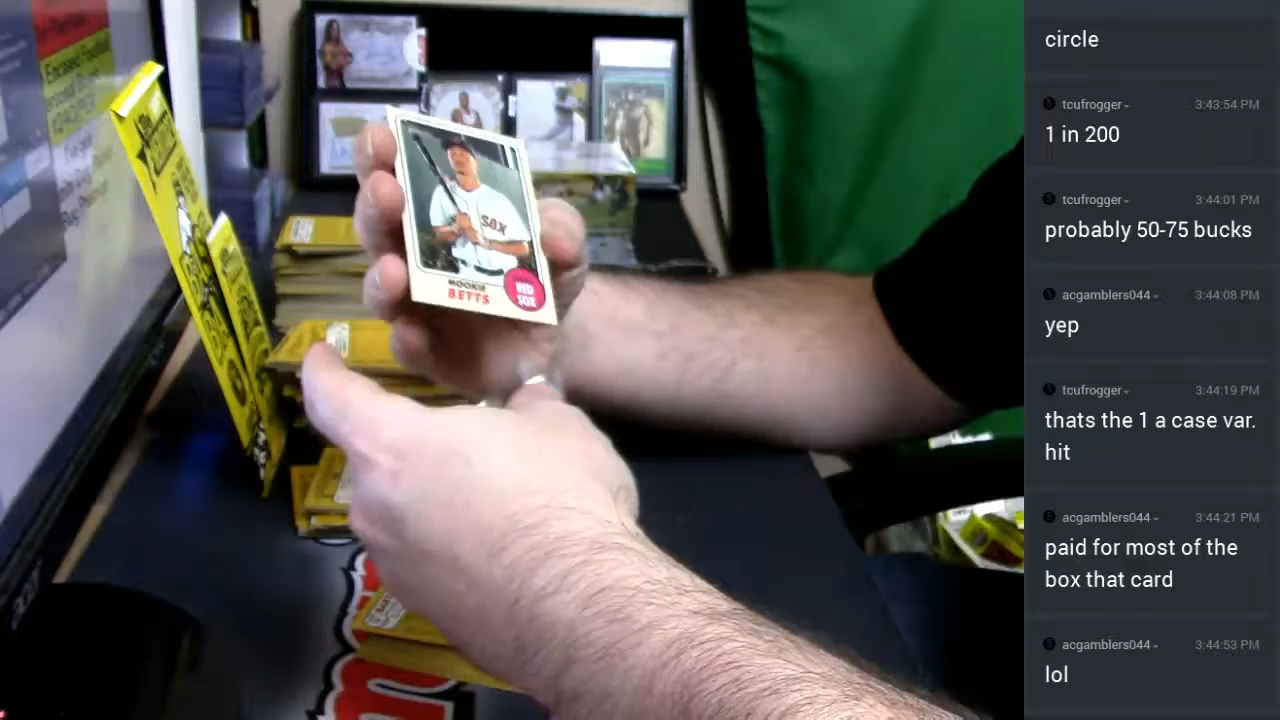 circle
tcufrogger
3:43:54 PM
1 in 200
tcufrogger
3:44:01 PM
probably 50-75 bucks
acgamblers044
3:44:08 PM
yep
tcufrogger
3:44:19 PM
thats the 1 a case var.
hit
acgamblers044
3:44:21 PM
paid for most of the
box that card
acgamblers044
3:44:53 PM
lol
SOX
MOOKIE
BETTS
RED
SOX